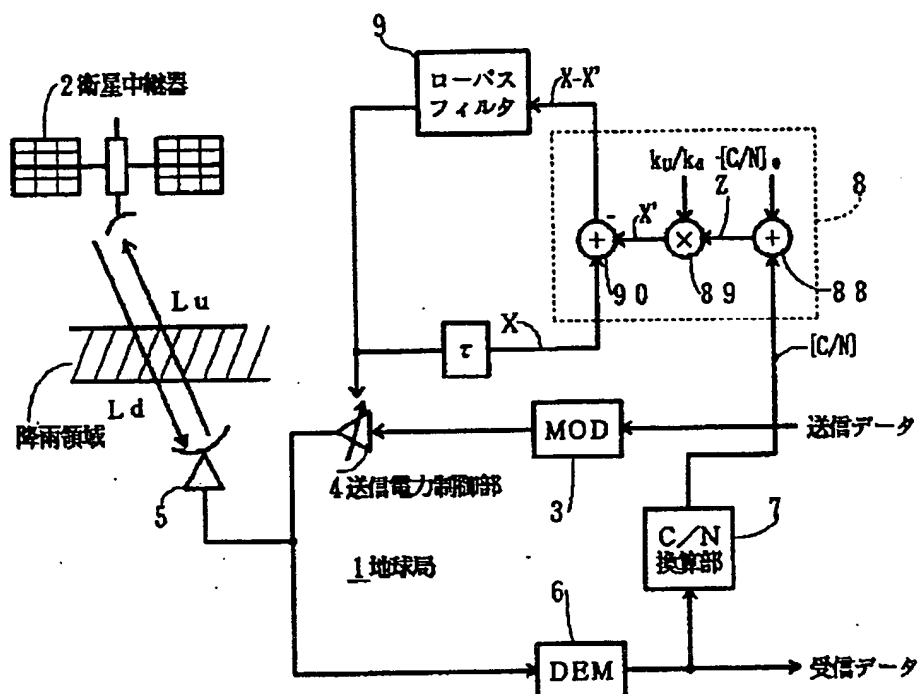 9
ローパス
フィルタ
X-X'
2衛星中継器
kU/kd
-[C/N]。
Z
8
X'
-
+
×
+
90
89
88
Lu
X
τ
[C/N]
Ld
降雨領域
MOD
送信データ
4送信電力制御部
5
3
7
C/N
換算部
1地球局
6
DEM
受信データ